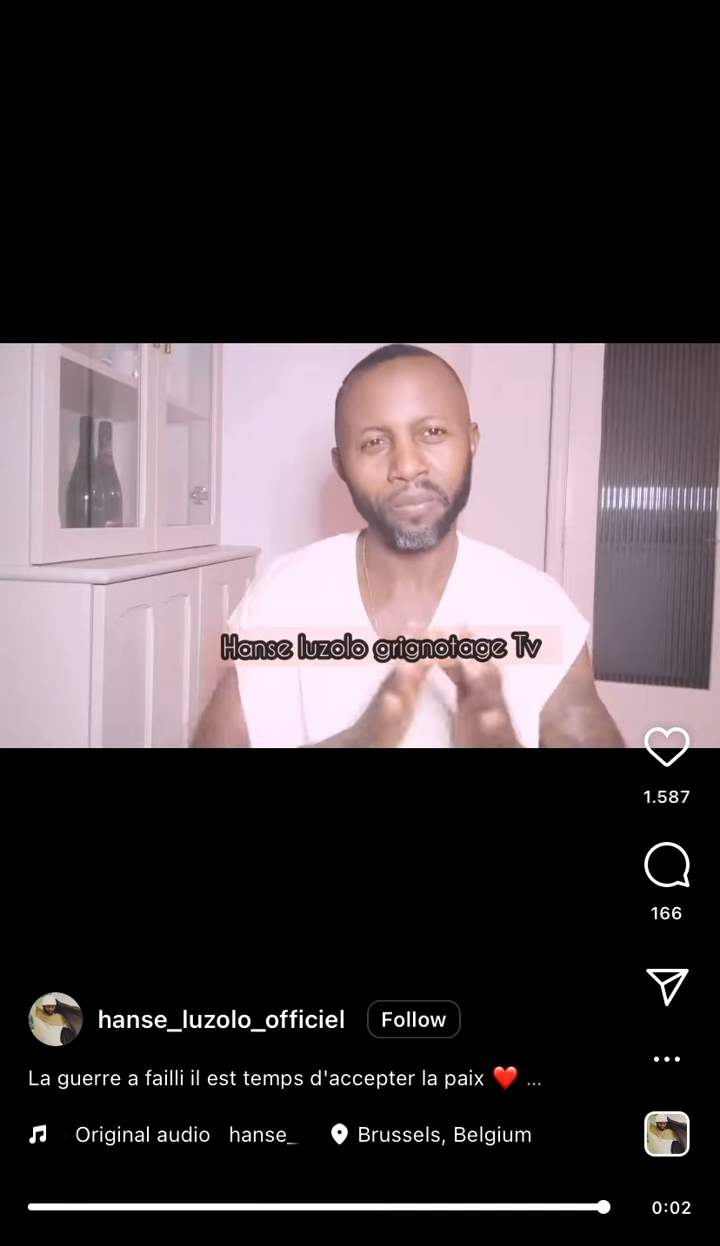 Hanse luzolo grignotage Tv
1.587
166
hanse_luzolo_officiel
Follow
La guerre a failli il est temps d'accepter la paix ❤️ ...
Original audio hanse_
Brussels, Belgium
0:02